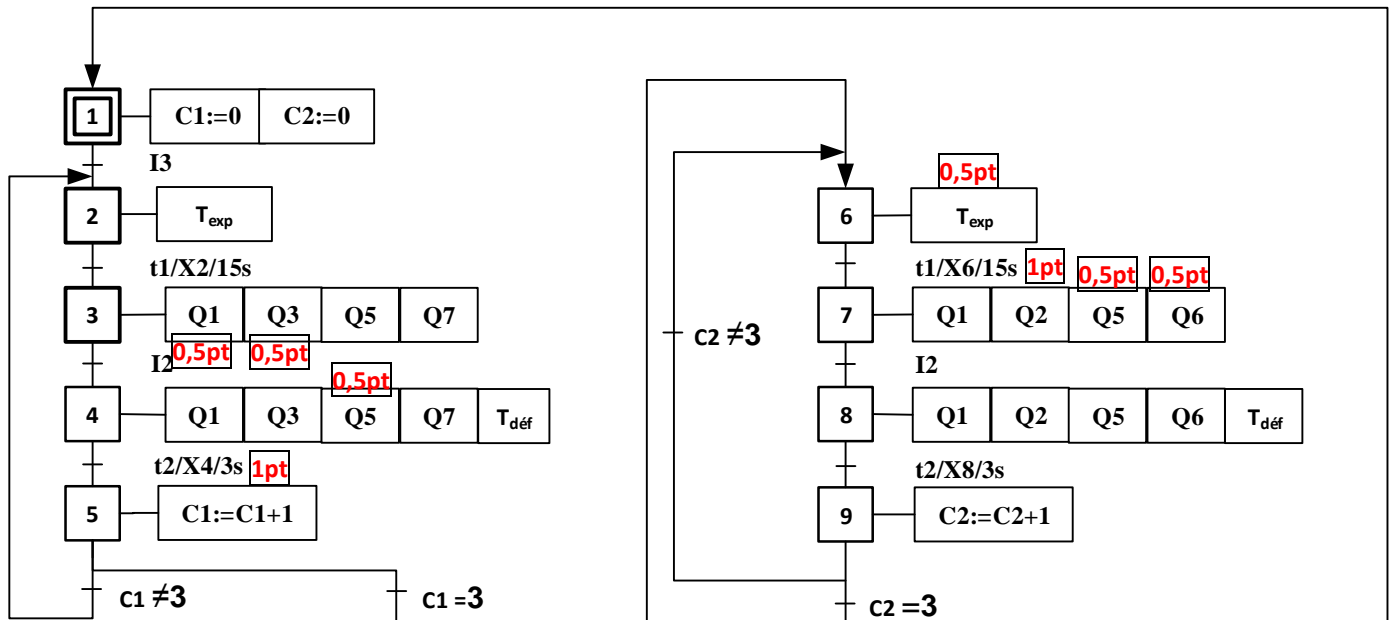 1 C1:=0 C2:=0
I3
2 Texp
t1/X2/15s
3 Q1 Q3 Q5 Q7
I2 0,5pt 0,5pt
0,5pt
4 Q1 Q3 Q5 Q7 Tdéf
t2/X4/3s 1pt
5 C1:=C1+1
C1 ≠3 C1 =3
0,5pt
6 Texp
t1/X6/15s 1pt 0,5pt 0,5pt
7 Q1 Q2 Q5 Q6
C2 ≠3
I2
8 Q1 Q2 Q5 Q6 Tdéf
t2/X8/3s
9 C2:=C2+1
C2 =3